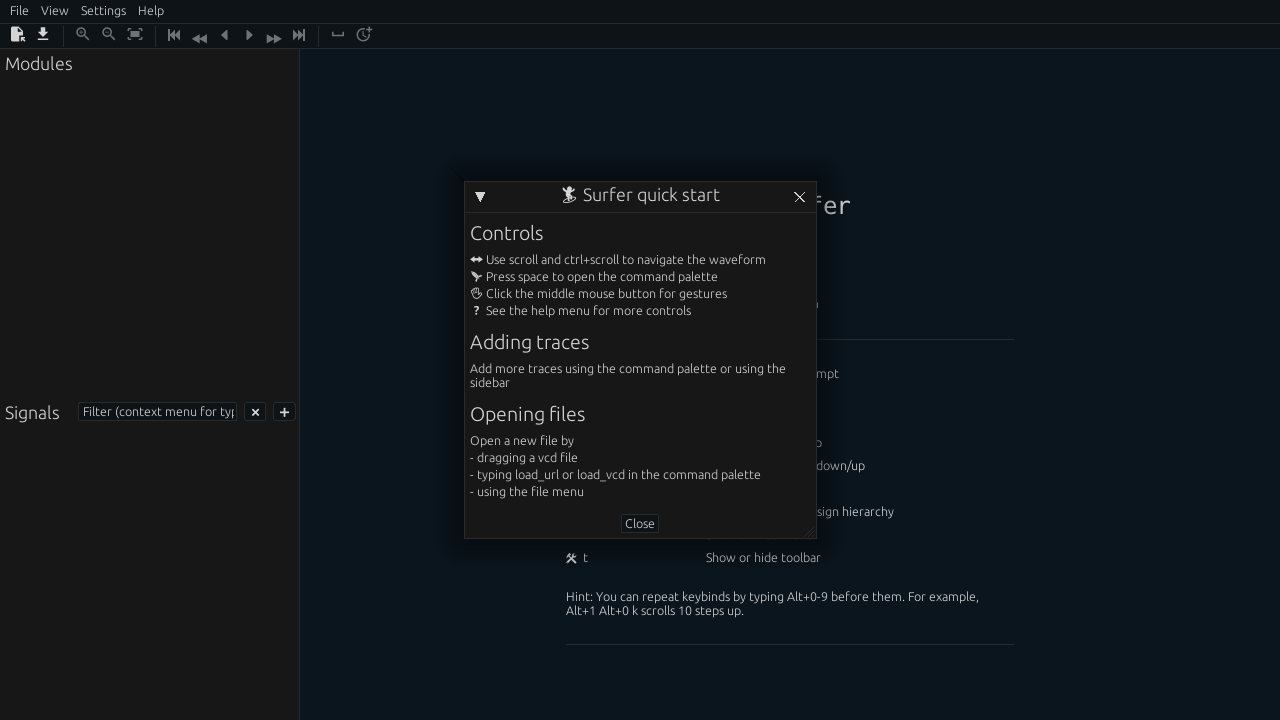 File View Settings Help
Modules
Surfer quick start
Controls
Use scroll and ctrl+scroll to navigate the waveform
Press space to open the command palette
Click the middle mouse button for gestures
? See the help menu for more controls
Adding traces
Add more traces using the command palette or using the
sidebar
Opening files
Open a new file by
- dragging a vcd file
- typing load_url or load_vcd in the command palette
- using the file menu
Close
Signals Filter (context menu for typ
down/up
hierarchy
t Show or hide toolbar
Hint: You can repeat keybinds by typing Alt+0-9 before them. For example,
Alt+1 Alt+0 k scrolls 10 steps up.